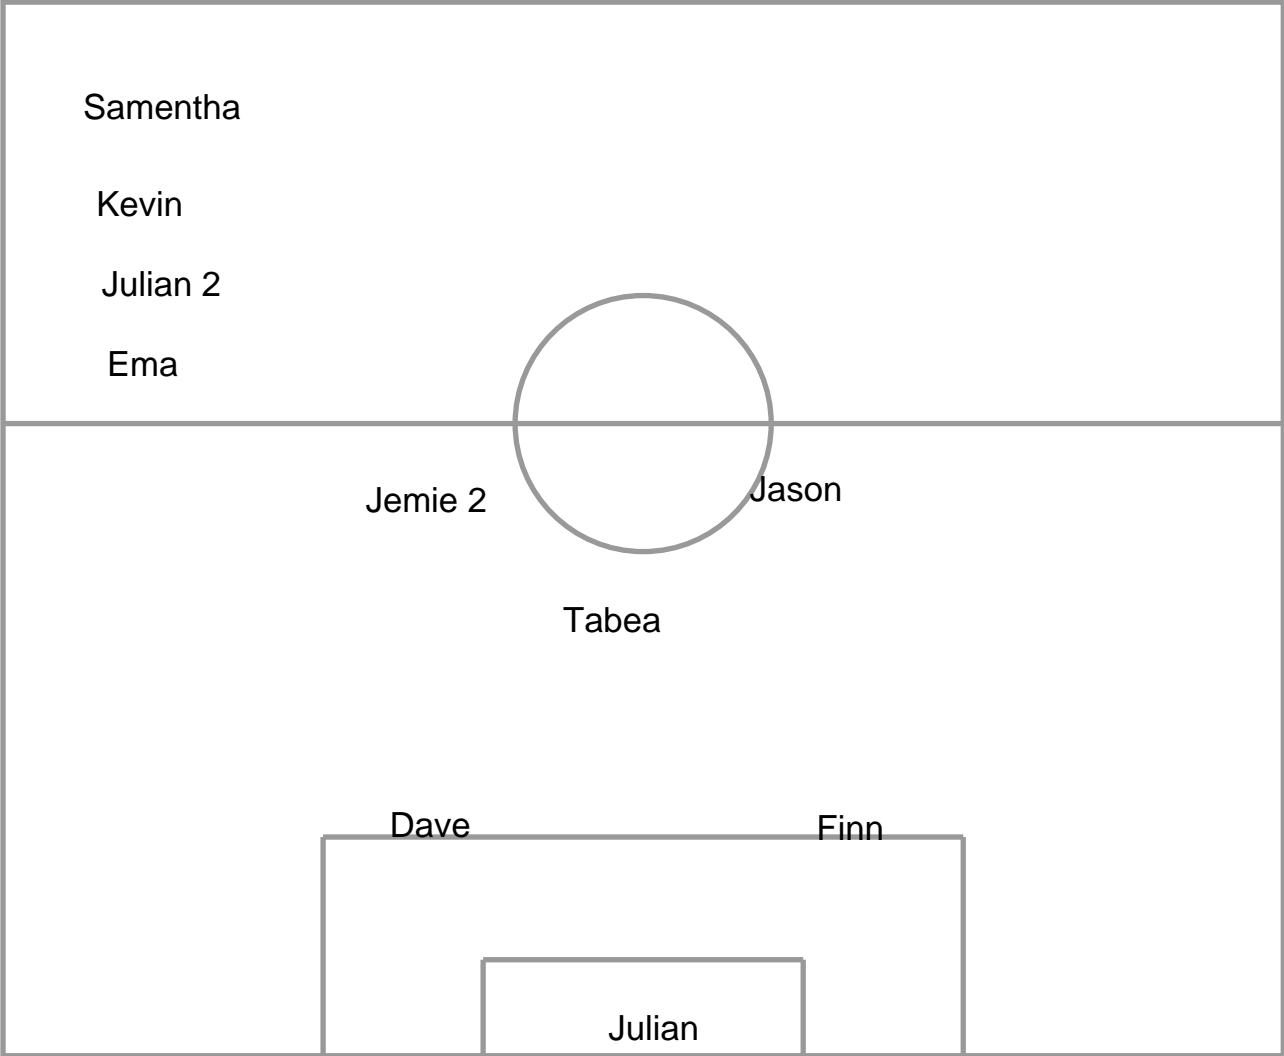 Samentha
Kevin
Julian 2
Ema
Jemie 2
Jason
Tabea
Dave
Finn
Julian